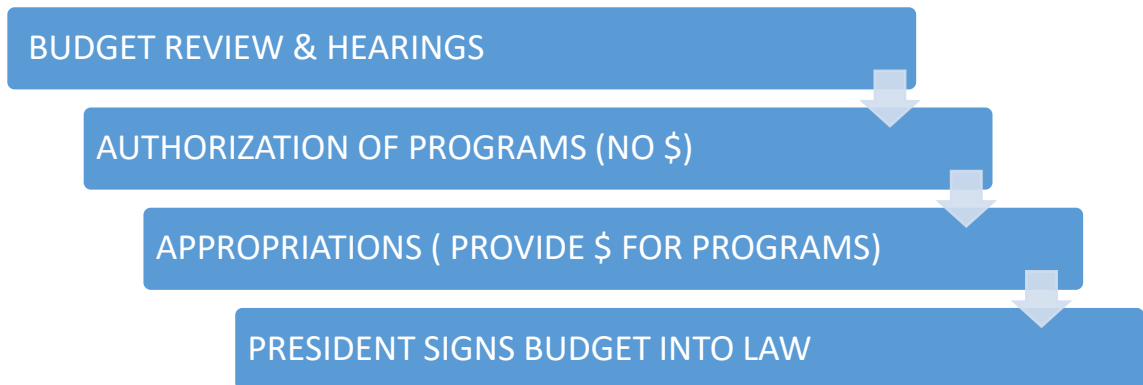 BUDGET REVIEW & HEARINGS
AUTHORIZATION OF PROGRAMS (NO $)
APPROPRIATIONS ( PROVIDE $ FOR PROGRAMS)
PRESIDENT SIGNS BUDGET INTO LAW